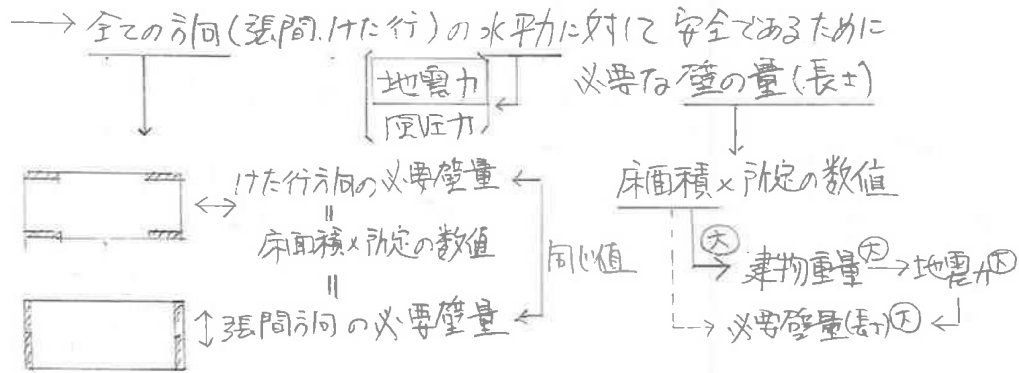 → 全ての方向(張間、けた行)の水平力に対して 安全であるために
必要な壁の量(長さ)
地震力
風圧力
床面積×所定の数値
けた行方向の必要壁量
||
床面積×所定の数値
||
張間方向の必要壁量
同じ値
大
建物重量大→地震力大
必要壁量(長さ)大